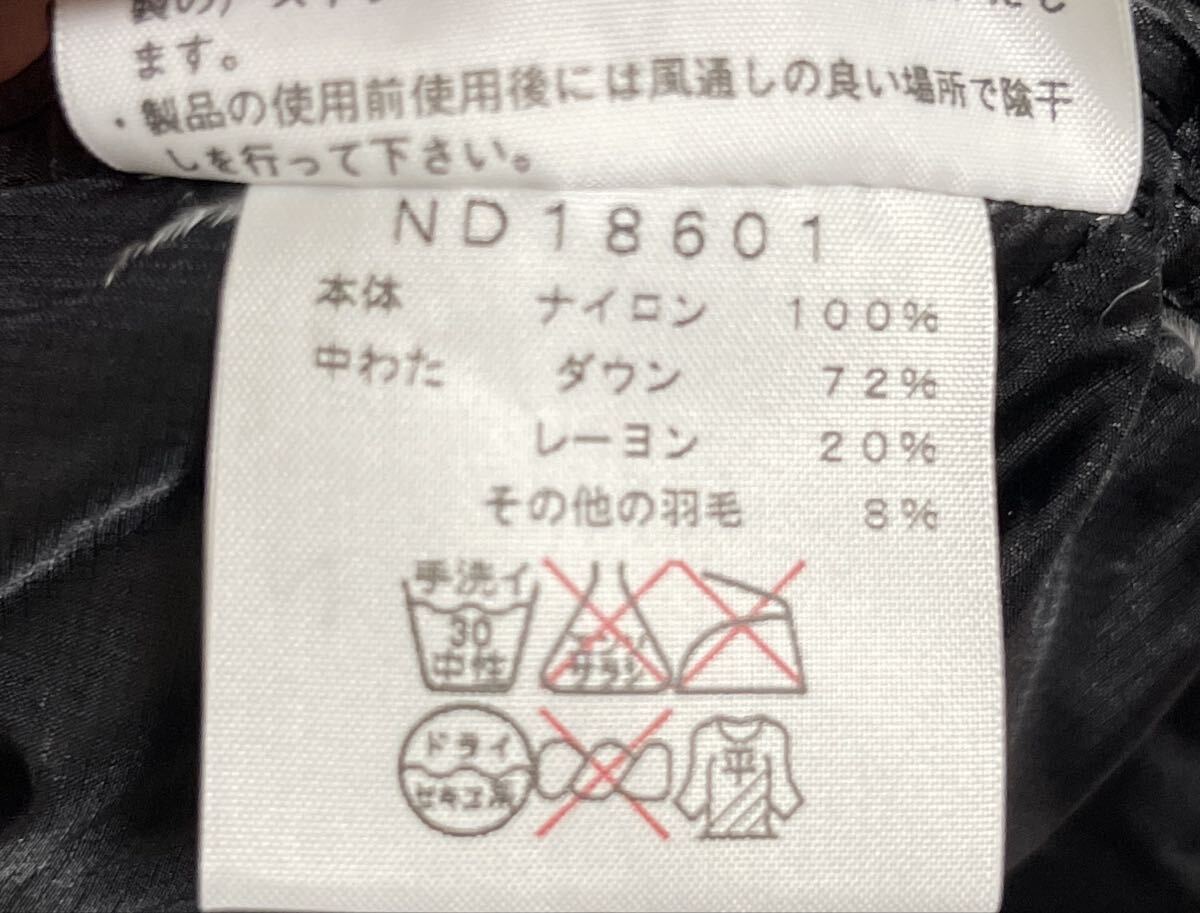 ます。
・製品の使用前使用後には風通しの良い場所で陰干
しを行って下さい。
ND18601
本体 ナイロン 100%
中わた ダウン 72%
レーヨン 20%
その他の羽毛 8%
手洗イ
30
中性
サラシ
ドライ
セキユ系
平